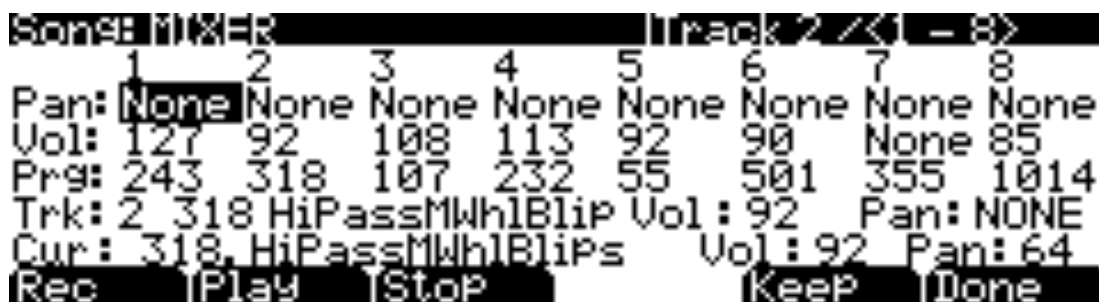 Song: MIXER |Track 2 /<1 - 8>
1 2 3 4 5 6 7 8
Pan: None None None None None None None None
Vol: 127 92 108 113 92 90 None 85
Prg: 243 318 107 232 55 501 355 1014
Trk: 2 318 HiPassMWhlBlip Vol: 92 Pan: NONE
Cur: 318. HiPassMWhlBlips Vol: 92 Pan: 64
Rec Play Stop Keep Done